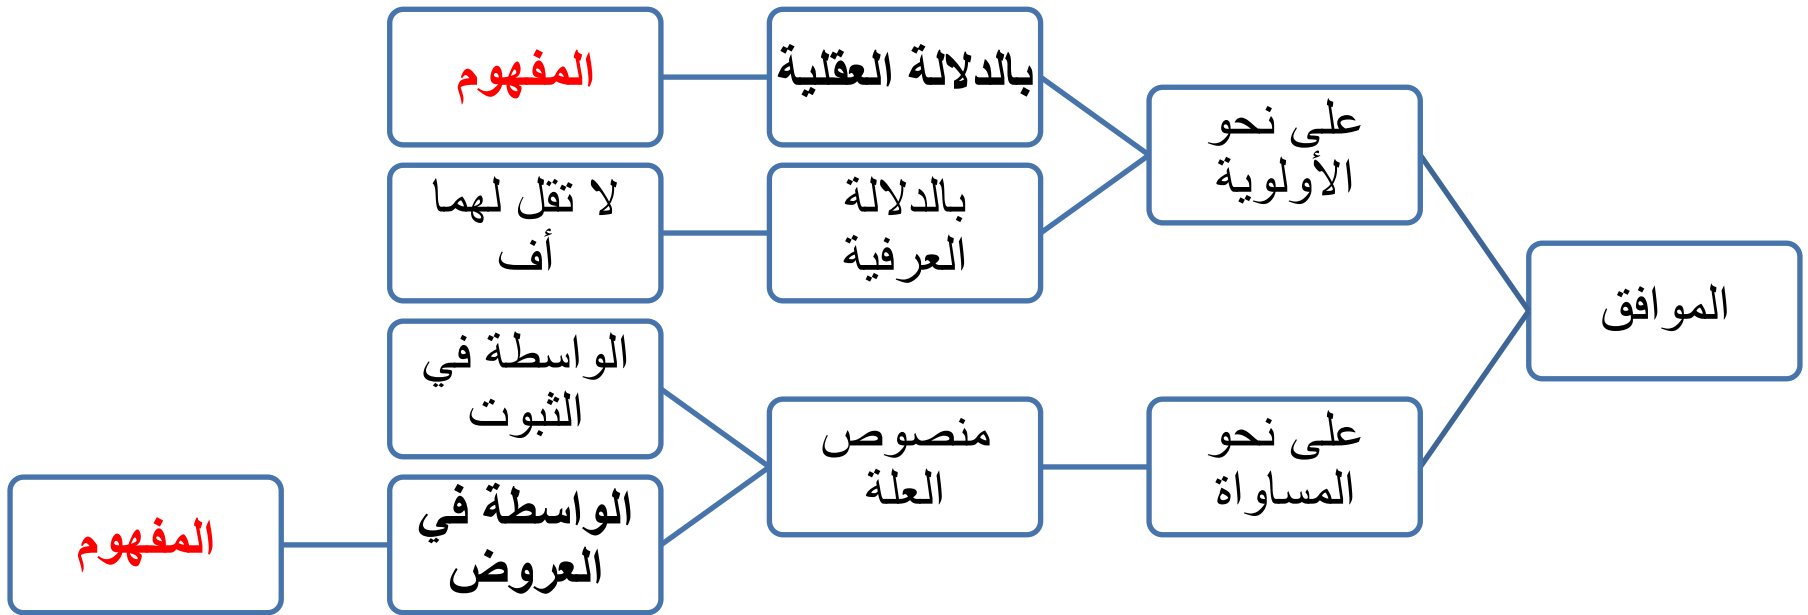 الموافق
على نحو
الأولوية
بالدلالة العقلية
المفهوم
بالدلالة
العرفية
لا تقل لهما
أف
على نحو
المساواة
منصوص
العلة
الواسطة في
الثبوت
الواسطة في
العروض
المفهوم